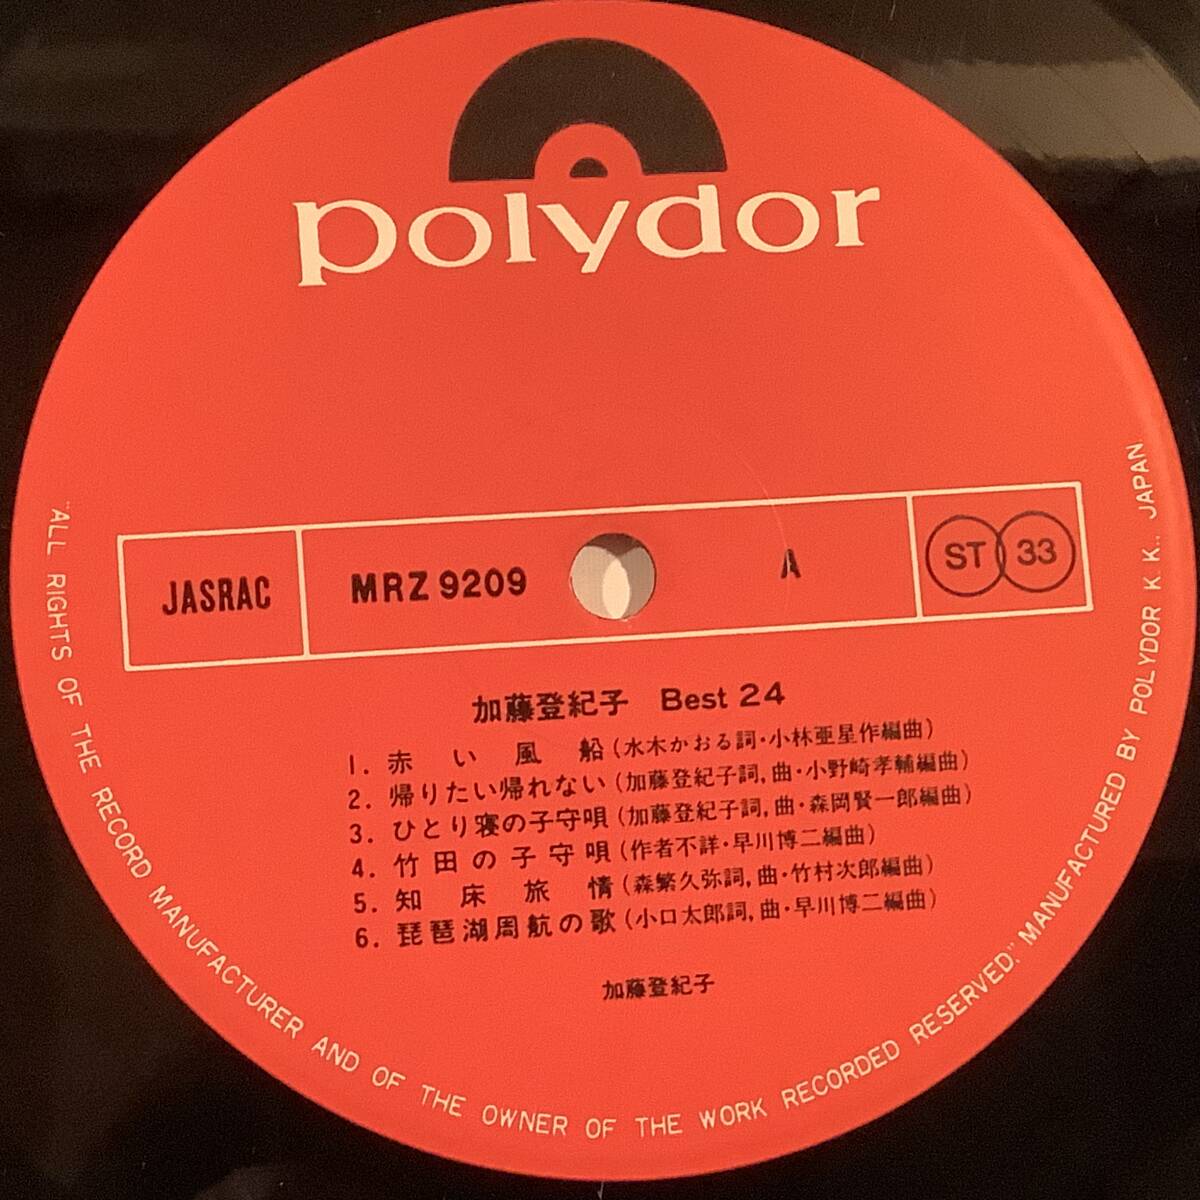 polydor
JASRAC MRZ 9209 A ST 33
加藤登紀子 Best 24
1. 赤い風船 (水木かおる詞・小林亜星作編曲)
2. 帰りたい帰れない (加藤登紀子詞,曲・小野崎孝輔編曲)
3. ひとり寝の子守唄 (加藤登紀子詞,曲・森岡賢一郎編曲)
4. 竹田の子守唄 (作者不詳・早川博二編曲)
5. 知床旅情 (森繁久弥詞,曲・竹村次郎編曲)
6. 琵琶湖周航の歌 (小口太郎詞,曲・早川博二編曲)
加藤登紀子
"ALL RIGHTS OF THE RECORD MANUFACTURER AND OF THE OWNER OF THE WORK RECORDED RESERVED." MANUFACTURED BY POLYDOR K.K., JAPAN